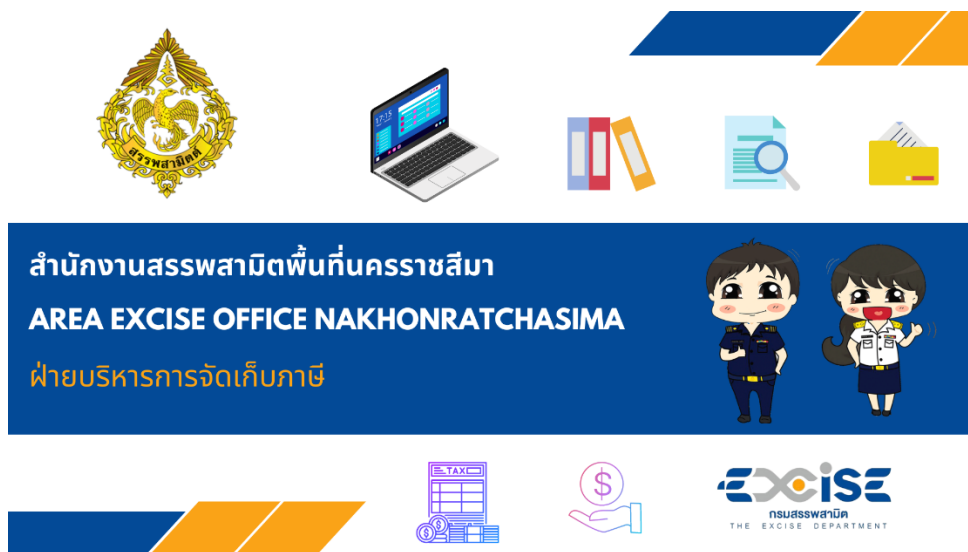 สรรพสามิตต์
17:15
สำนักงานสรรพสามิตพื้นที่นครราชสีมา
AREA EXCISE OFFICE NAKHONRATCHASIMA
ฝ่ายบริหารการจัดเก็บภาษี
TAX
EXCISE
กรมสรรพสามิต
THE EXCISE DEPARTMENT